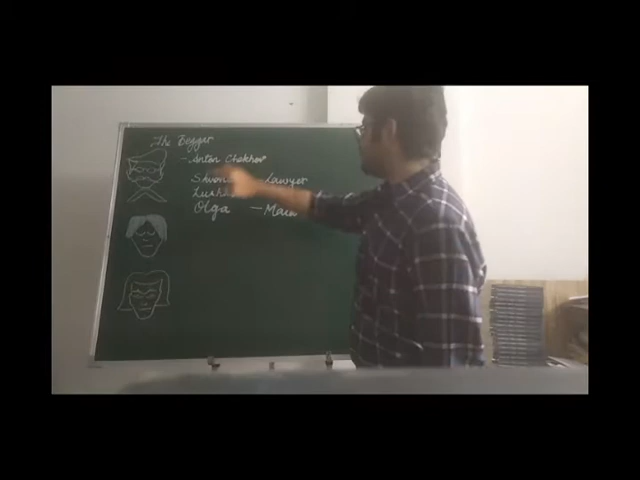 The Beggar
- Anton Chekhov
Lawyer
Olga — Maid